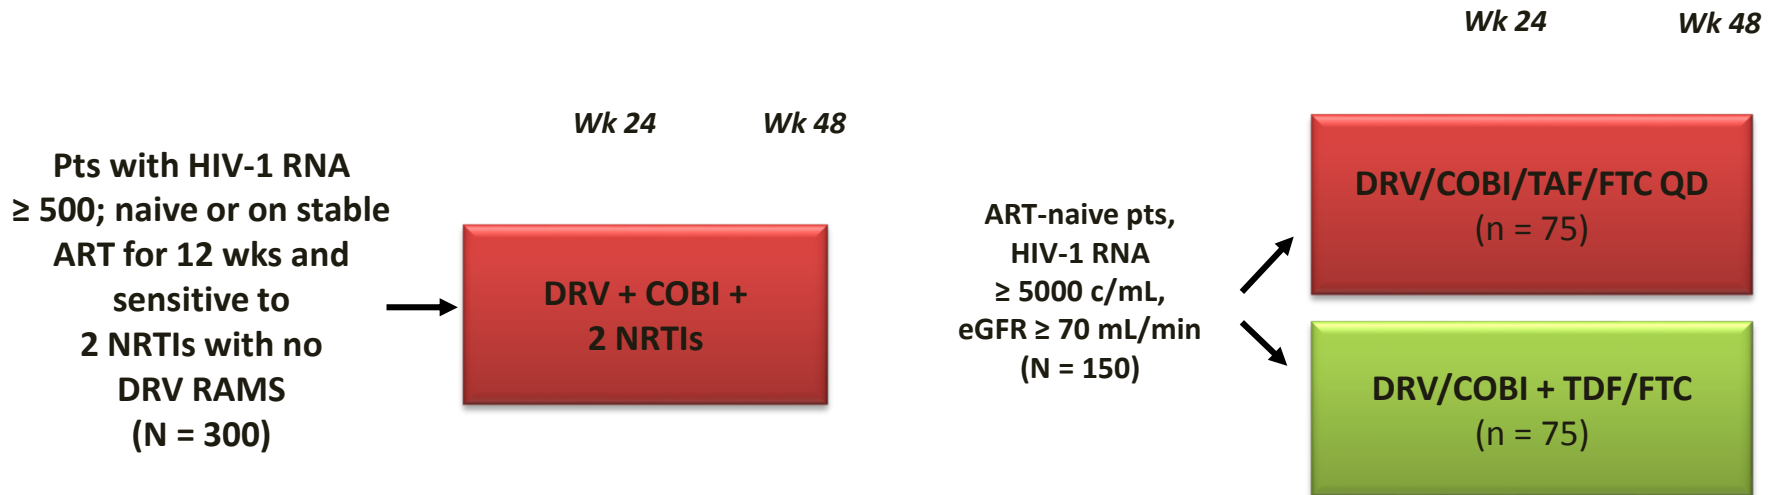 Wk 24 Wk 48
Pts with HIV-1 RNA
≥ 500; naive or on stable
ART for 12 wks and
sensitive to
2 NRTIs with no
DRV RAMS
(N = 300)
DRV + COBI +
2 NRTIs
Wk 24 Wk 48
ART-naive pts,
HIV-1 RNA
≥ 5000 c/mL,
eGFR ≥ 70 mL/min
(N = 150)
DRV/COBI/TAF/FTC QD
(n = 75)
DRV/COBI + TDF/FTC
(n = 75)